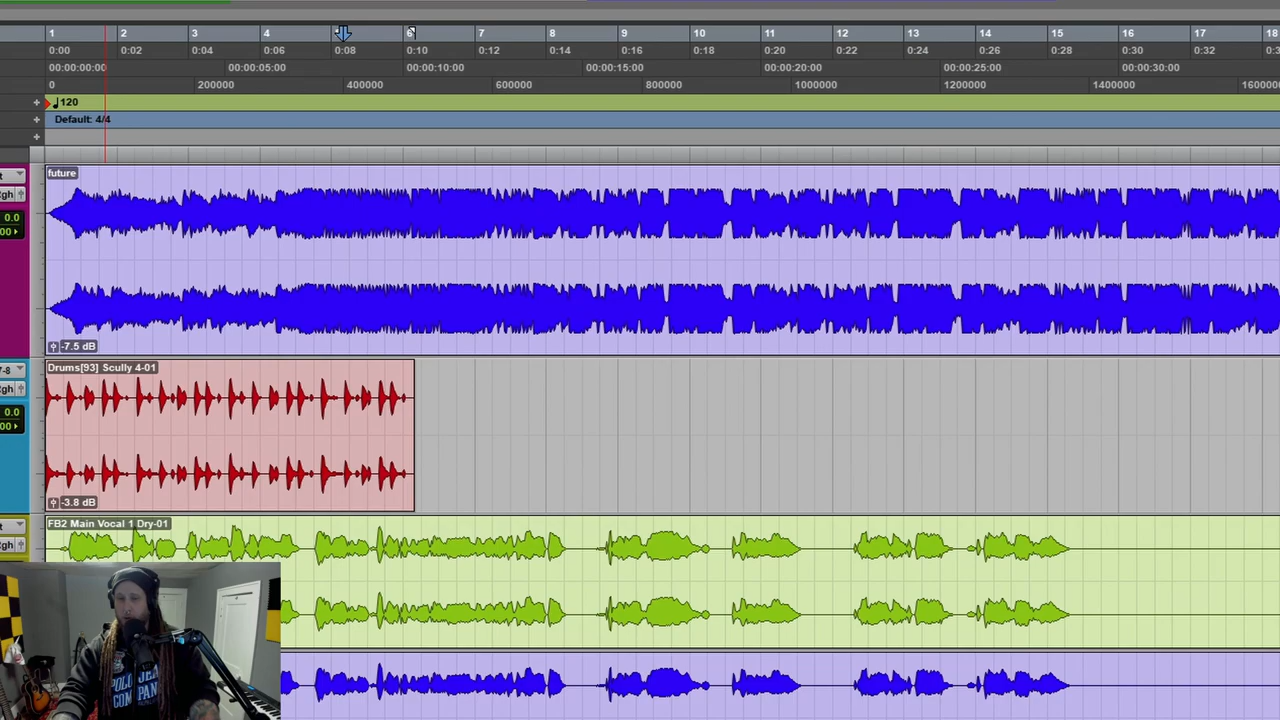 1 2 3 4 6 7 8 9 10 11 12 13 14 15 16 17 18
0:00 0:02 0:04 0:06 0:08 0:10 0:12 0:14 0:16 0:18 0:20 0:22 0:24 0:26 0:28 0:30 0:32
00:00:00:00 00:00:05:00 00:00:10:00 00:00:15:00 00:00:20:00 00:00:25:00 00:00:30:00
0 200000 400000 600000 800000 1000000 1200000 1400000
120
Default: 4/4
future
0.0
-7.5 dB
7-8
Drums[93] Scully 4-01
0.0
-3.8 dB
FB2 Main Vocal 1 Dry-01